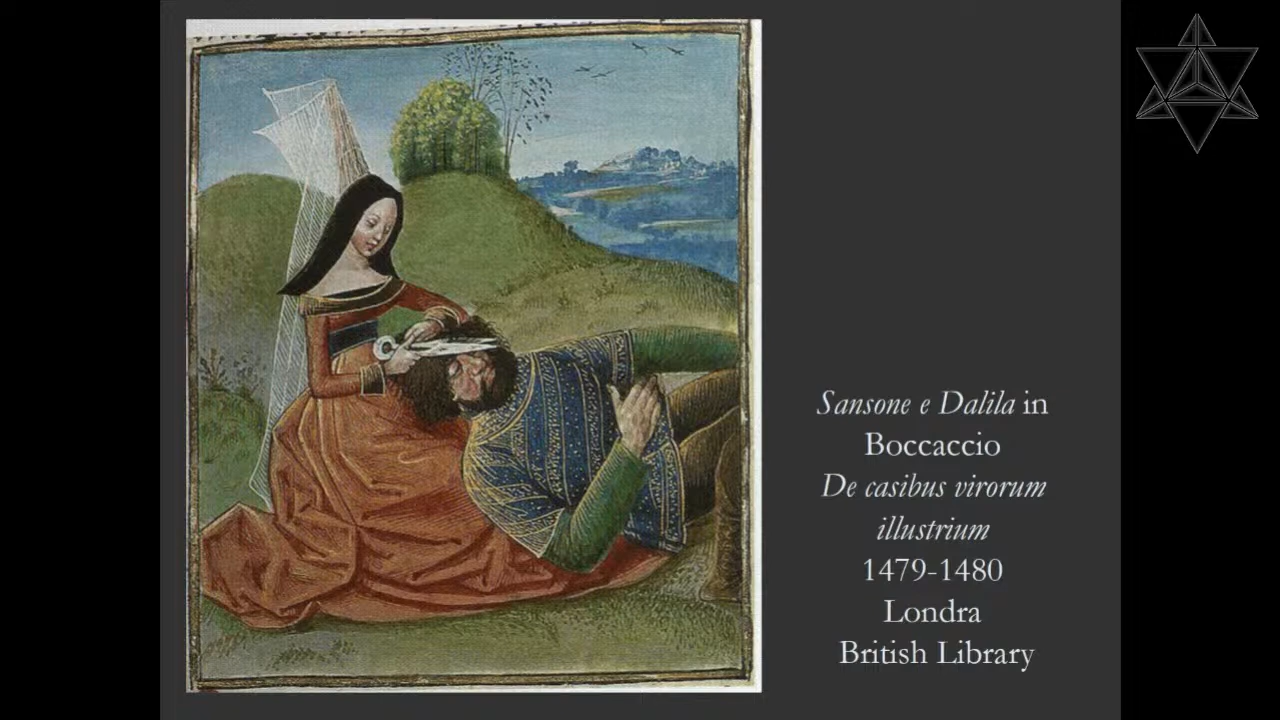 Sansone e Dalila in
Boccaccio
De casibus virorum
illustrium
1479-1480
Londra
British Library